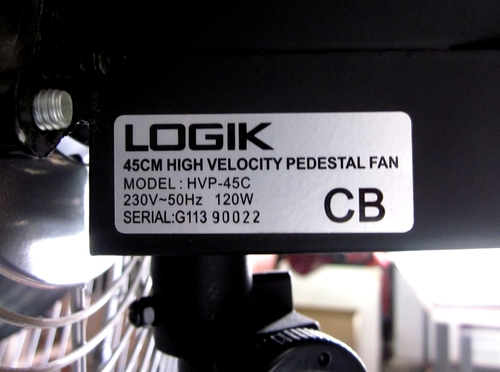 LOGIK
45CM HIGH VELOCITY PEDESTAL FAN
MODEL : HVP-45C
230V~50Hz 120W
SERIAL:G113 90022
CB